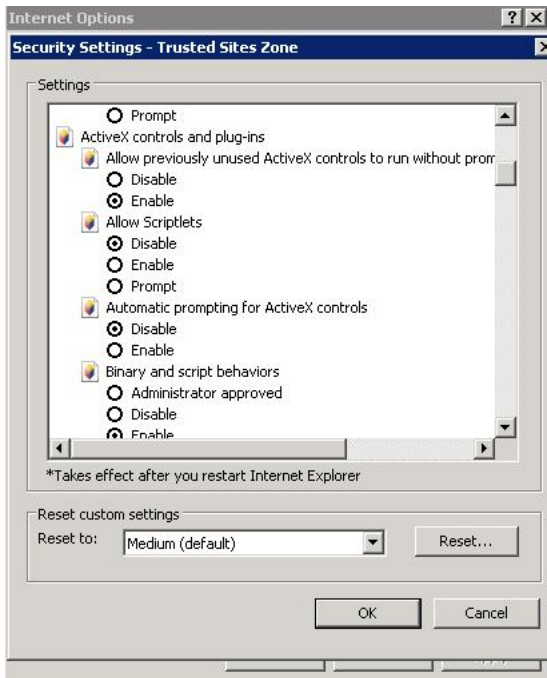 Internet Options
Security Settings - Trusted Sites Zone
Settings
Prompt
ActiveX controls and plug-ins
Allow previously unused ActiveX controls to run without prom
Disable
Enable
Allow Scriptlets
Disable
Enable
Prompt
Automatic prompting for ActiveX controls
Disable
Enable
Binary and script behaviors
Administrator approved
Disable
Enable
*Takes effect after you restart Internet Explorer
Reset custom settings
Reset to: Medium (default) Reset...
OK Cancel